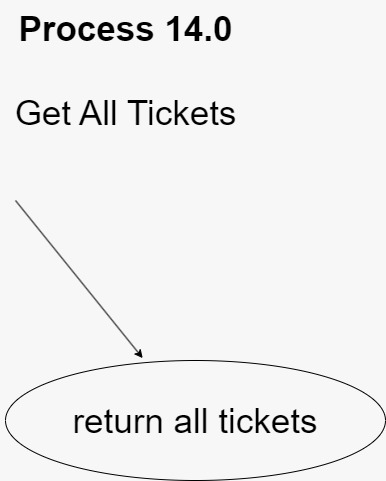 Process 14.0
Get All Tickets
return all tickets